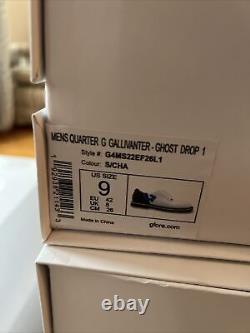 MENS QUARTER G GALLIVANTER - GHOST DROP 1
Style #: G4MS22EF26L1
Colour: S/CHA
US SIZE
9
EU 42
UK 8
CM 26
Made in China
gfore.com